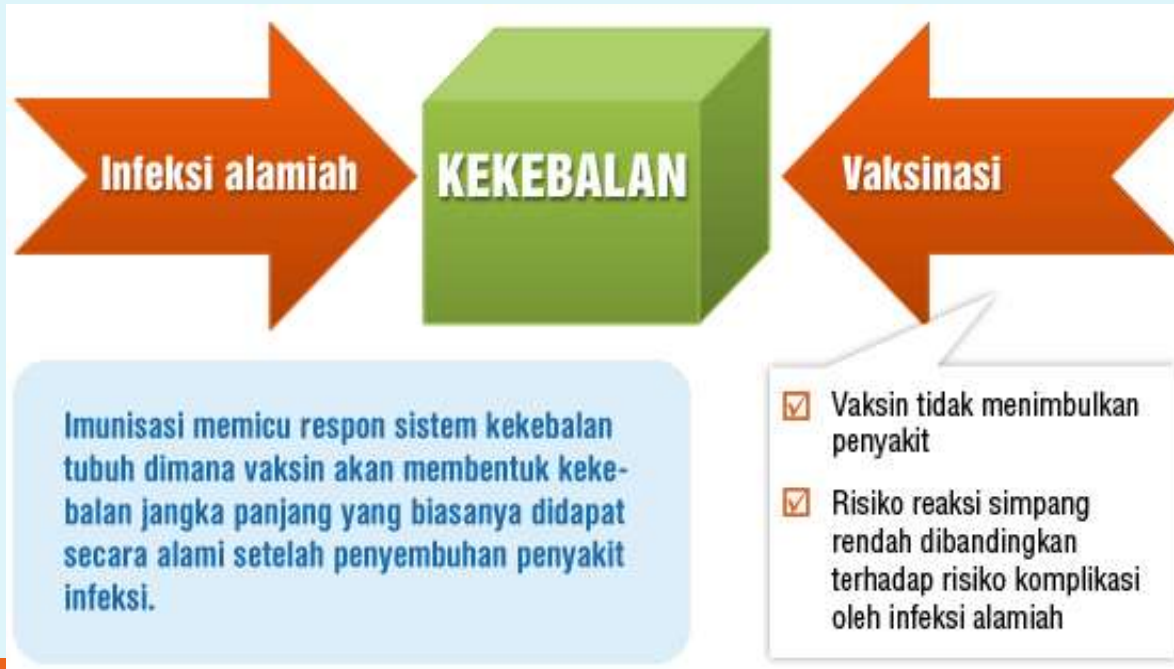 Infeksi alamiah
KEKEBALAN
Vaksinasi
Imunisasi memicu respon sistem kekebalan
tubuh dimana vaksin akan membentuk keke-
balan jangka panjang yang biasanya didapat
secara alami setelah penyembuhan penyakit
infeksi.
Vaksin tidak menimbulkan
penyakit
Risiko reaksi simpang
rendah dibandingkan
terhadap risiko komplikasi
oleh infeksi alamiah